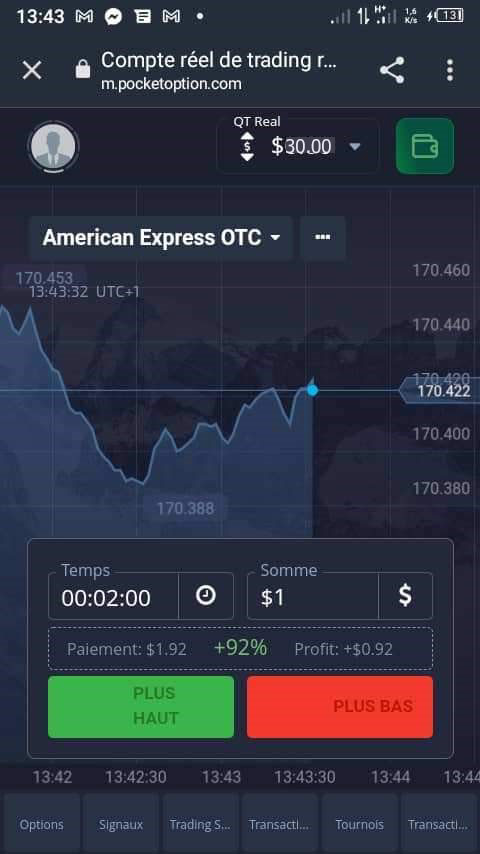 13:43
1,6
K/s
13
Compte réel de trading r...
m.pocketoption.com
QT Real
$30.00
American Express OTC
170.453
13:43:32 UTC+1
170.460
170.440
170.420
170.422
170.400
170.388
170.380
Temps
00:02:00
Somme
$1
$
Paiement: $1.92 +92% Profit: +$0.92
PLUS
HAUT
PLUS BAS
13:42 13:42:30 13:43 13:43:30 13:44 13:44
Options Signaux Trading S... Transacti... Tournois Transacti...